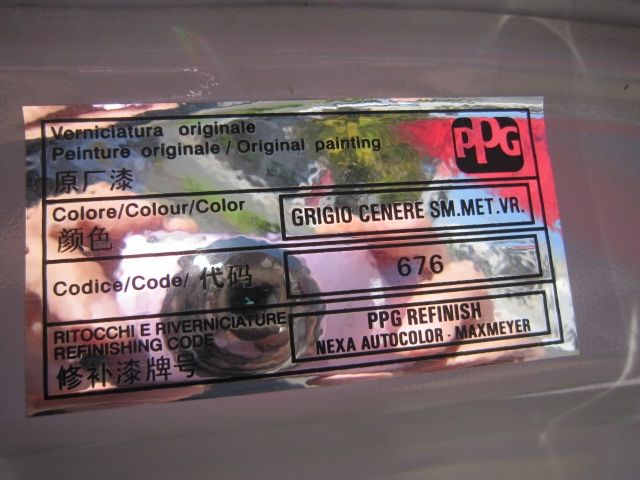 Verniciatura originale
Peinture originale / Original painting
原厂漆
PPG
Colore/Colour/Color
颜色
GRIGIO CENERE SM.MET.VR.
Codice/Code/ 代码
676
RITOCCHI E RIVERNICIATURE
REFINISHING CODE
修补漆牌号
PPG REFINISH
NEXA AUTOCOLOR - MAXMEYER